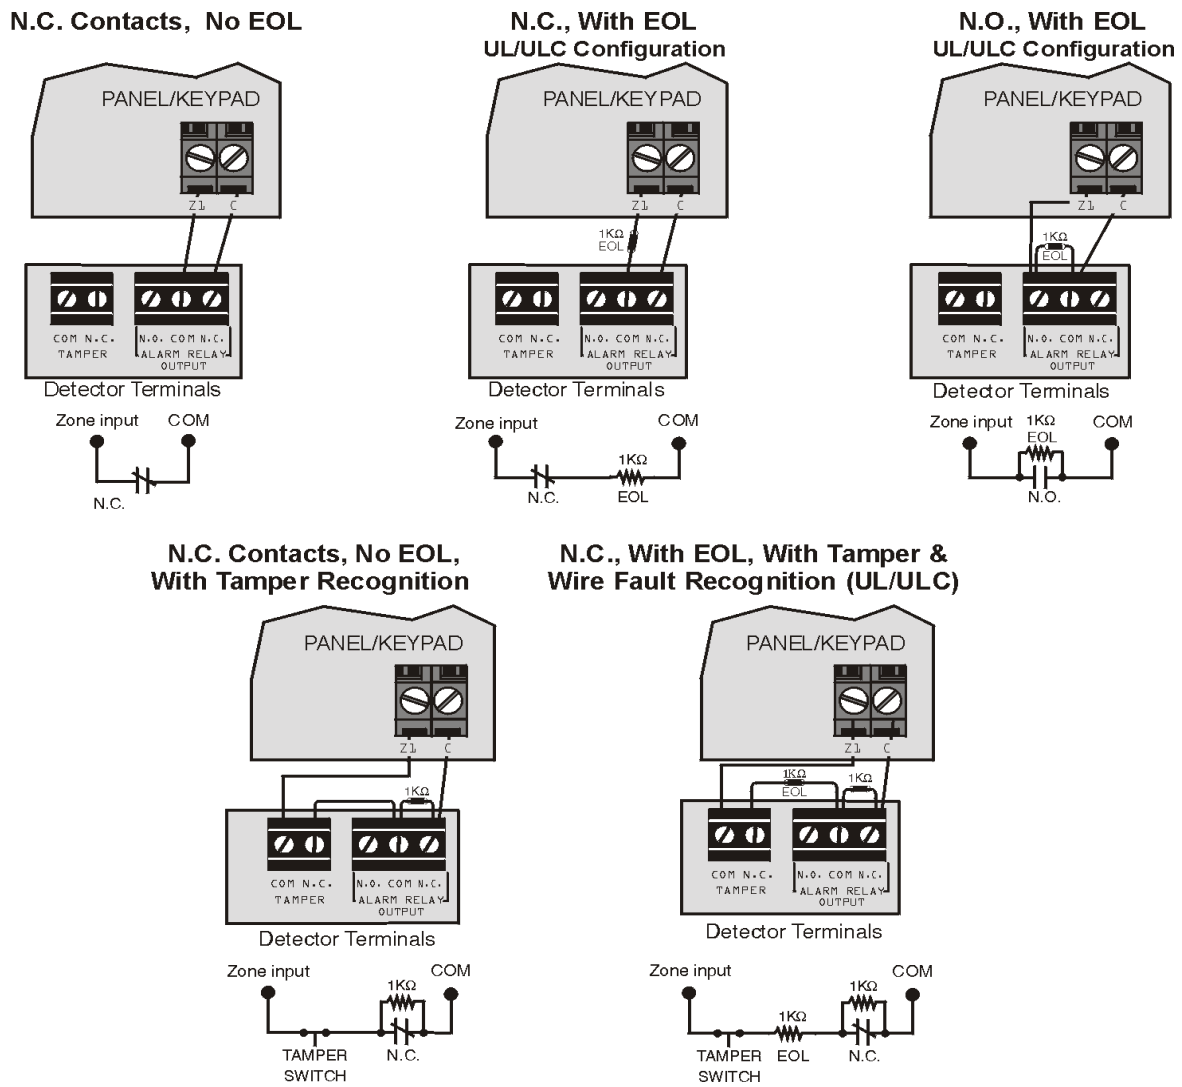 N.C. Contacts, No EOL
PANEL/KEYPAD
Z1 C
COM N.C. N.O. COM N.C.
TAMPER ALARM RELAY
OUTPUT
Detector Terminals
Zone input COM
N.C.
N.C., With EOL
UL/ULC Configuration
PANEL/KEYPAD
Z1 C
1KΩ
EOL
COM N.C. N.O. COM N.C.
TAMPER ALARM RELAY
OUTPUT
Detector Terminals
Zone input COM
1KΩ
N.C. EOL
N.O., With EOL
UL/ULC Configuration
PANEL/KEYPAD
Z1 C
1KΩ
EOL
COM N.C. N.O. COM N.C.
TAMPER ALARM RELAY
OUTPUT
Detector Terminals
Zone input 1KΩ COM
EOL
N.O.
N.C. Contacts, No EOL,
With Tamper Recognition
PANEL/KEYPAD
Z1 C
1KΩ
COM N.C. N.O. COM N.C.
TAMPER ALARM RELAY
OUTPUT
Detector Terminals
Zone input COM
1KΩ
TAMPER N.C.
SWITCH
N.C., With EOL, With Tamper &
Wire Fault Recognition (UL/ULC)
PANEL/KEYPAD
Z1 C
1KΩ 1KΩ
EOL
COM N.C. N.O. COM N.C.
TAMPER ALARM RELAY
OUTPUT
Detector Terminals
Zone input COM
1KΩ
1KΩ
TAMPER EOL N.C.
SWITCH